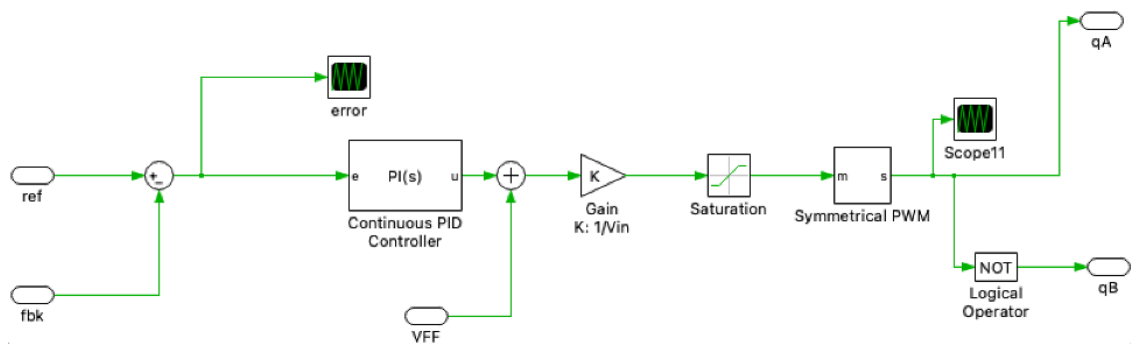 qA
error
Scope11
+
-
ref
e
PI(s)
u
+
K
m
s
Continuous PID
Controller
Gain
K: 1/Vin
Saturation
Symmetrical PWM
NOT
Logical
Operator
qB
fbk
VFF